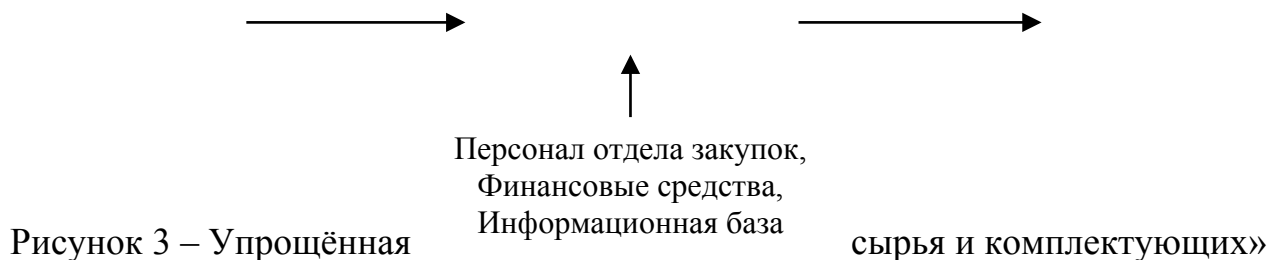 Персонал отдела закупок,
Финансовые средства,
Информационная база
Рисунок 3 – Упрощённая сырья и комплектующих»